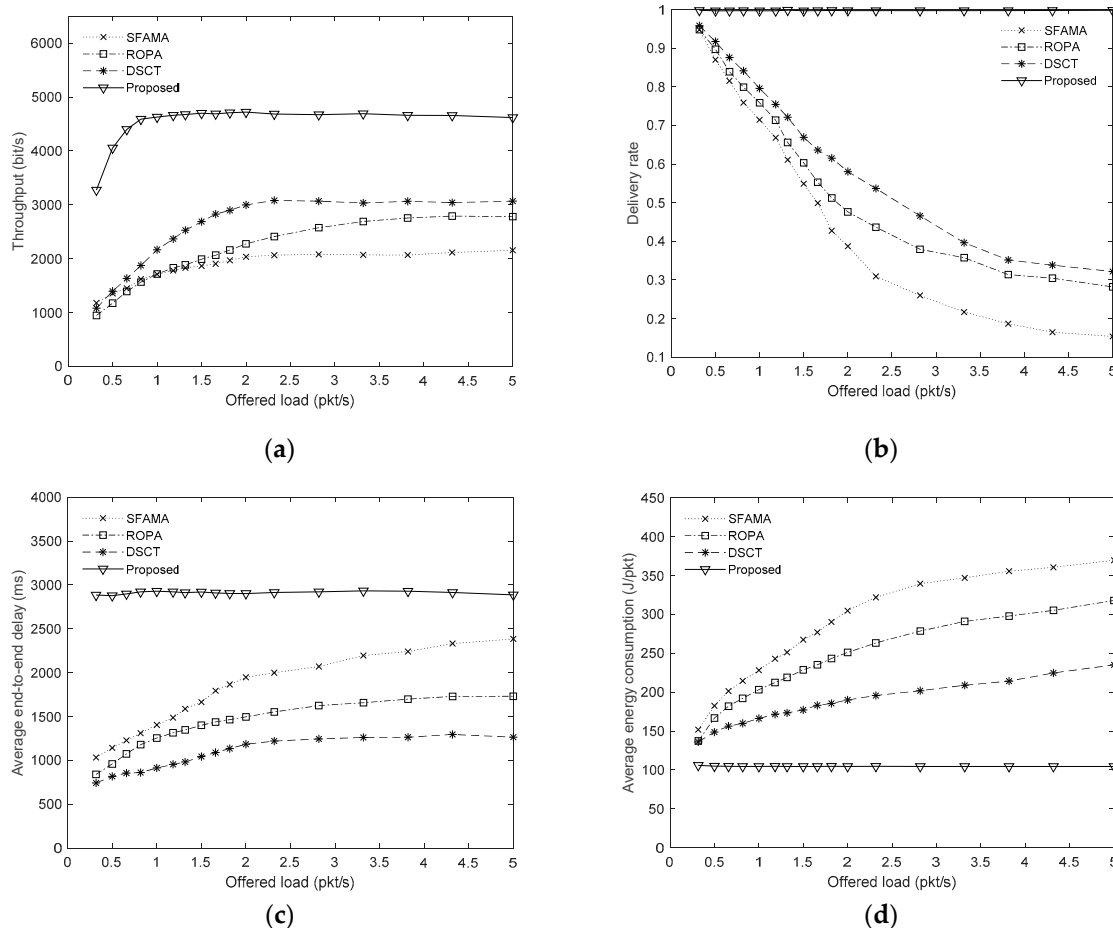 6000
5000
4000
3000
2000
1000
0
Throughput (bit/s)
SFAMA
ROPA
DSCT
Proposed
0 0.5 1 1.5 2 2.5 3 3.5 4 4.5 5
Offered load (pkt/s)
(a)
1
0.9
0.8
0.7
0.6
0.5
0.4
0.3
0.2
0.1
Delivery rate
SFAMA
ROPA
DSCT
Proposed
0 0.5 1 1.5 2 2.5 3 3.5 4 4.5 5
Offered load (pkt/s)
(b)
4000
3500
3000
2500
2000
1500
1000
500
0
Average end-to-end delay (ms)
SFAMA
ROPA
DSCT
Proposed
0 0.5 1 1.5 2 2.5 3 3.5 4 4.5 5
Offered load (pkt/s)
(c)
450
400
350
300
250
200
150
100
50
0
Average energy consumption (J/pkt)
SFAMA
ROPA
DSCT
Proposed
0 0.5 1 1.5 2 2.5 3 3.5 4 4.5 5
Offered load (pkt/s)
(d)